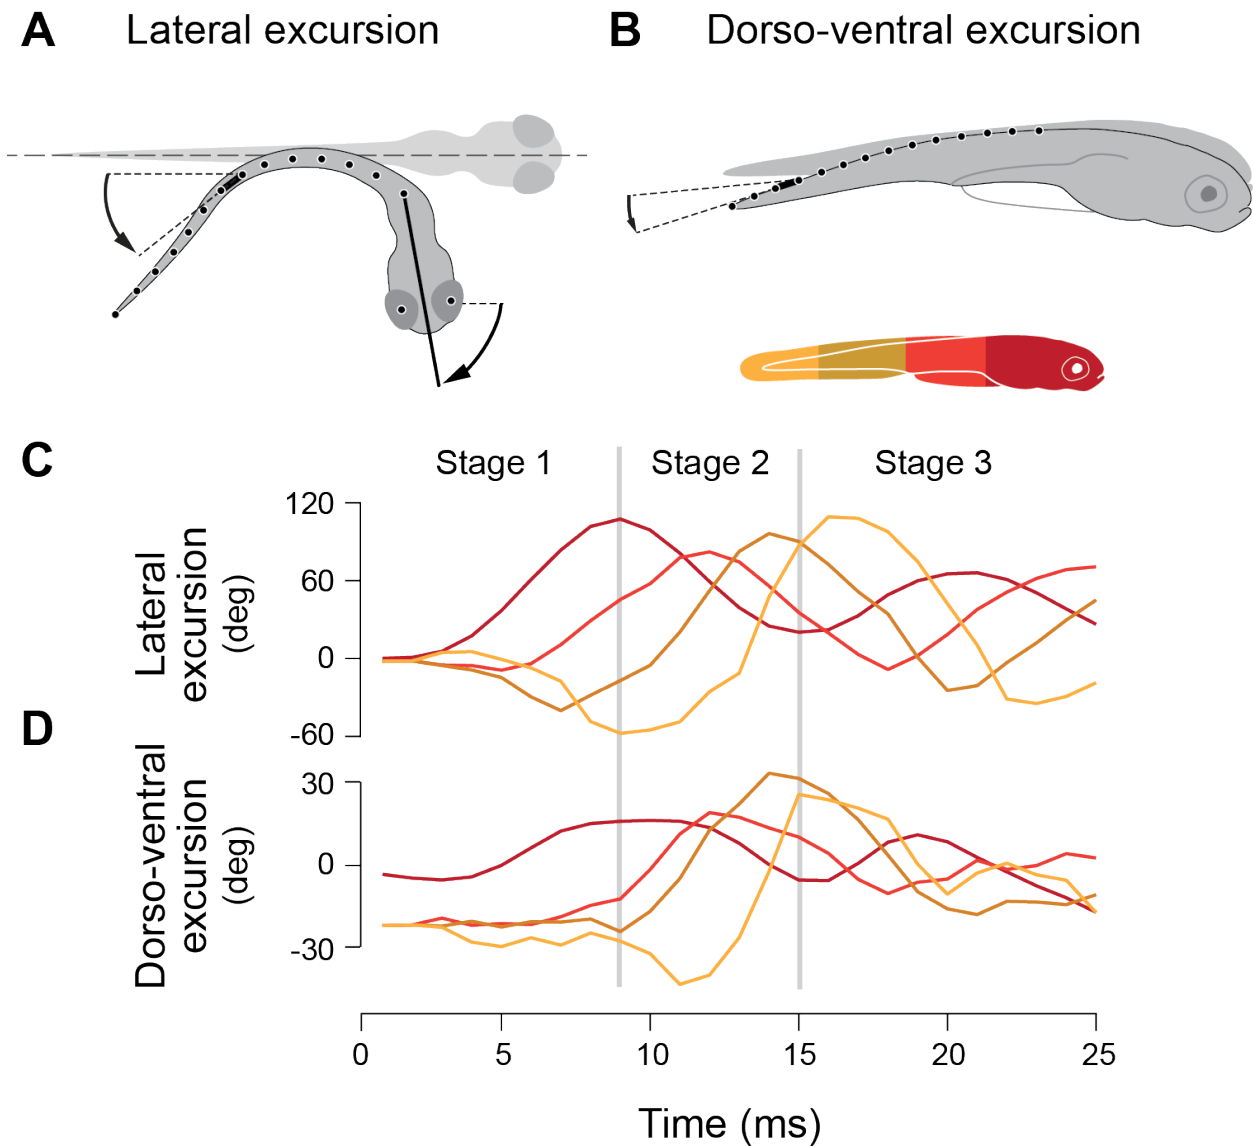 A Lateral excursion
B Dorso-ventral excursion
C
Stage 1 Stage 2 Stage 3
Lateral
excursion
(deg)
120
60
0
-60
D
Dorso-ventral
excursion
(deg)
30
0
-30
0 5 10 15 20 25
Time (ms)